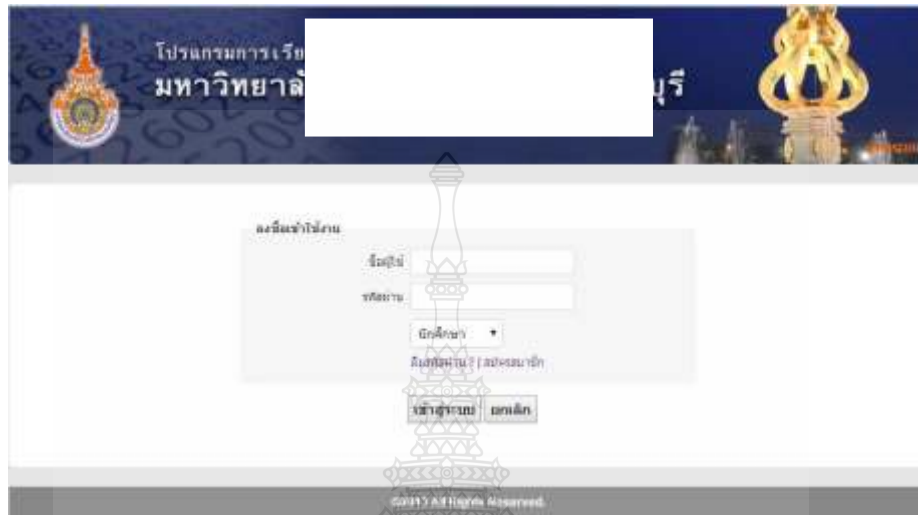 โปรแกรมการเรีย
มหาวิทยาลั บุรี
ลงชื่อเข้าใช้งาน
ชื่อผู้ใช้
รหัสผ่าน
นักศึกษา
ลืมรหัสผ่าน ? | สมัครสมาชิก
เข้าสู่ระบบ ยกเลิก
All Rights Reserved.